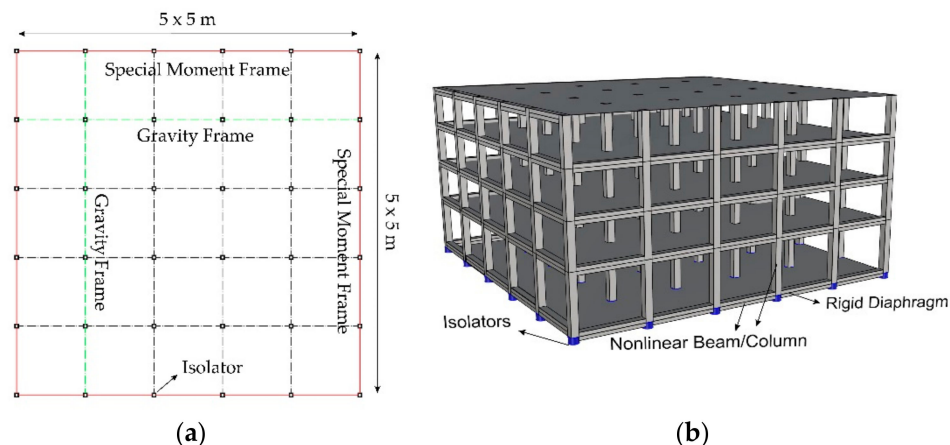 5 x 5 m
Special Moment Frame
Gravity Frame
Gravity Frame
Special Moment Frame
5 x 5 m
Isolator
(a)
Isolators
Nonlinear Beam/Column
Rigid Diaphragm
(b)